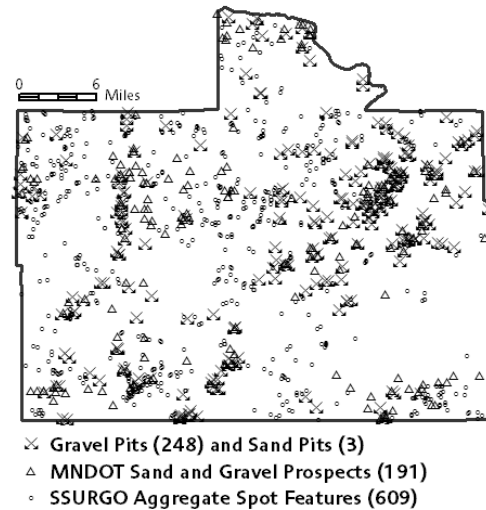 0 6
Miles
Gravel Pits (248) and Sand Pits (3)
MNDOT Sand and Gravel Prospects (191)
SSURGO Aggregate Spot Features (609)